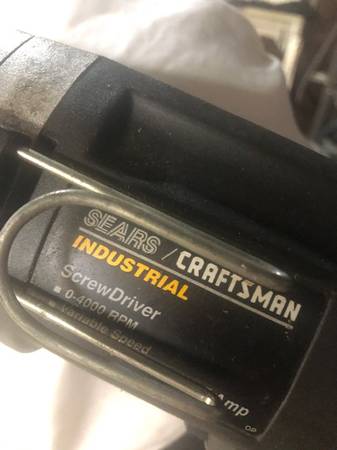 SEARS / CRAFTSMAN
INDUSTRIAL
ScrewDriver
▪ 0-4000 RPM
▪ Variable Speed
Amp